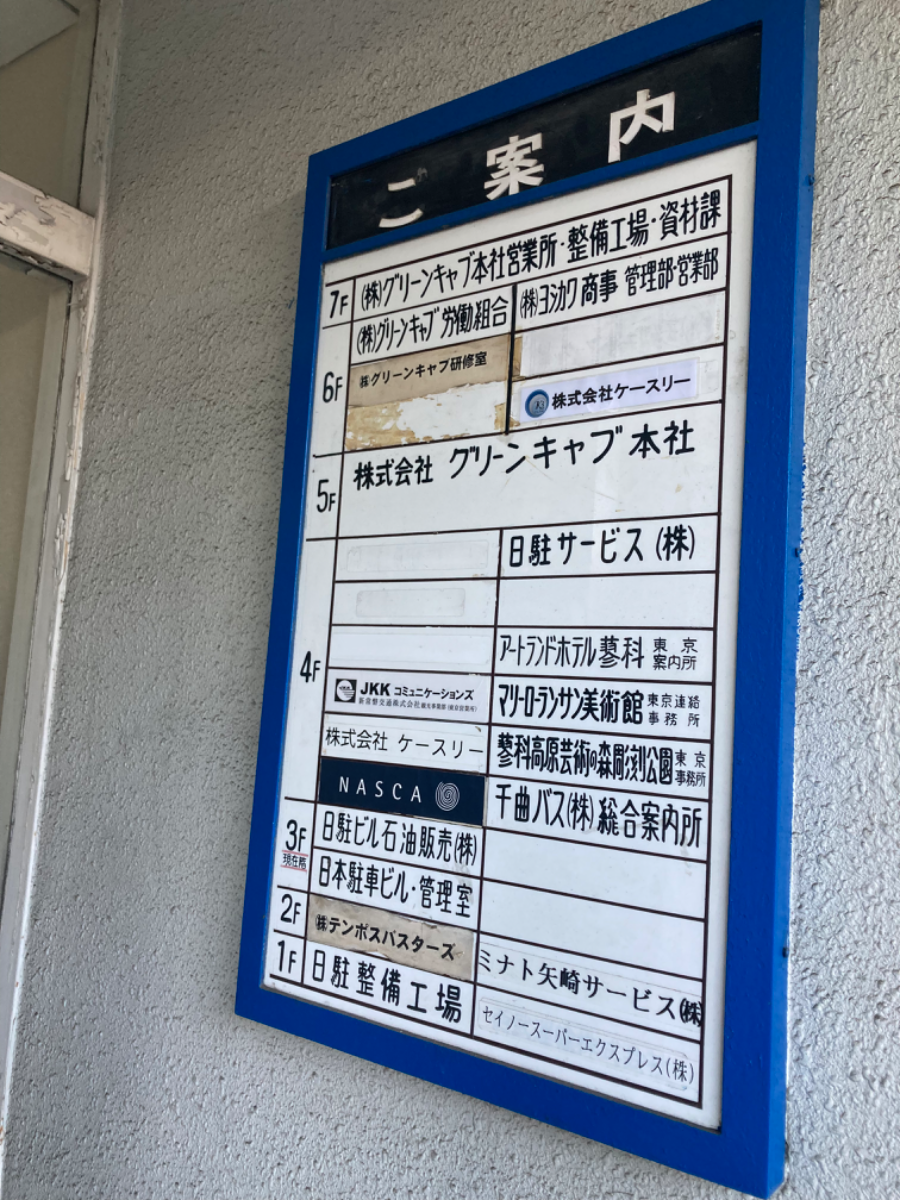 ご案内
7F
(株)グリーンキャブ本社営業所・整備工場・資材課
6F
(株)グリーンキャブ労働組合
(株)ヨシカワ商事 管理部・営業部
(株)グリーンキャブ研修室
株式会社ケースリー
5F
株式会社 グリーンキャブ本社
4F
日駐サービス(株)
アートランドホテル蓼科 東京案内所
JKK コミュニケーションズ
新常磐交通株式会社
マリーローランサン美術館 東京連絡事務所
株式会社 ケースリー
蓼科高原芸術の森彫刻公園 東京事務所
NASCA
千曲バス(株)総合案内所
3F
現在階
日駐ビル石油販売(株)
日本駐車ビル・管理室
2F
(株)テンポスバスターズ
1F
日駐整備工場
ミナト矢崎サービス(株)
セイノースーパーエクスプレス(株)